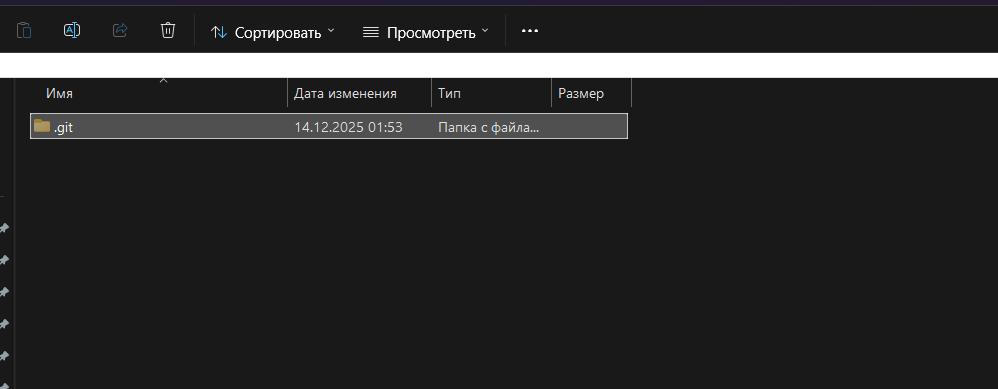 Сортировать Просмотреть
Имя Дата изменения Тип Размер
.git 14.12.2025 01:53 Папка с файла...